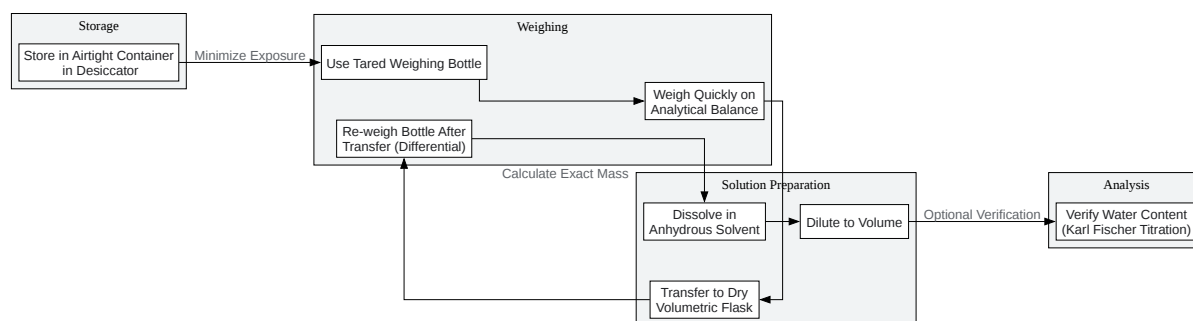 Storage
Store in Airtight Container
in Desiccator
Minimize Exposure
Weighing
Use Tared Weighing Bottle
Weigh Quickly on
Analytical Balance
Re-weigh Bottle After
Transfer (Differential)
Calculate Exact Mass
Solution Preparation
Dissolve in
Anhydrous Solvent
Dilute to Volume
Transfer to Dry
Volumetric Flask
Optional Verification
Analysis
Verify Water Content
(Karl Fischer Titration)